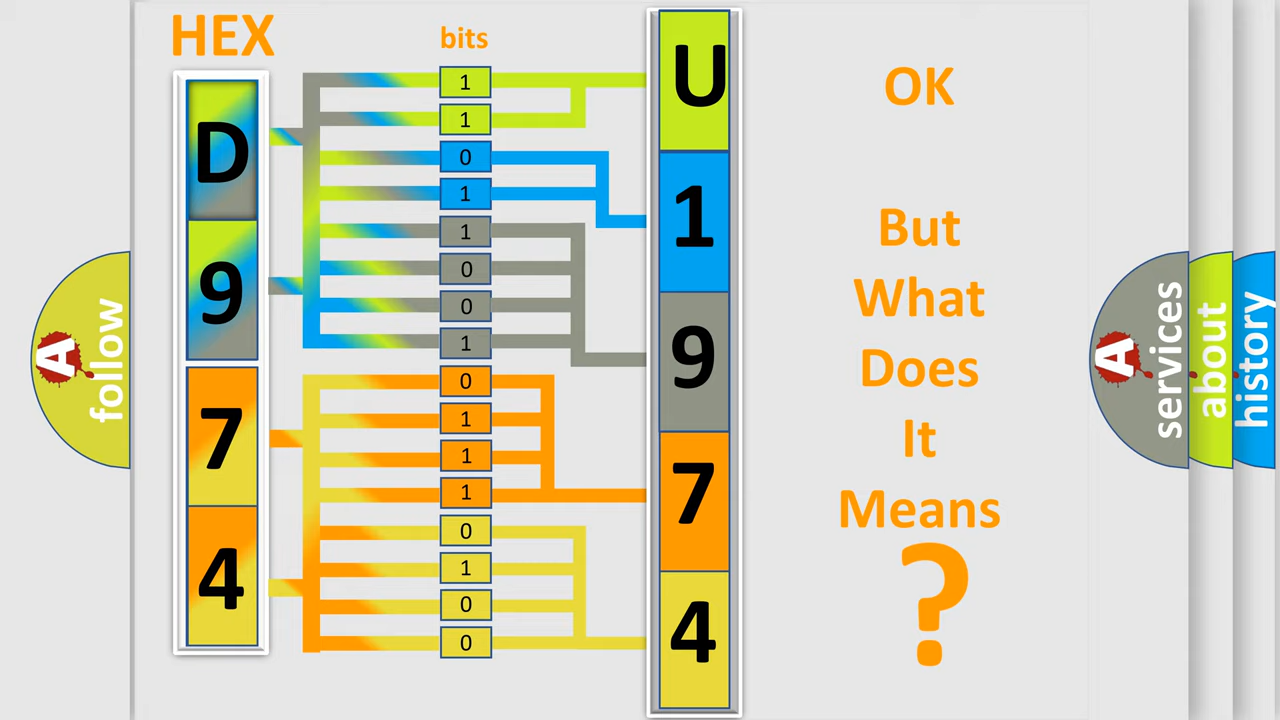 HEX
bits
D
9
7
4
1
1
0
1
1
0
0
1
0
1
1
1
0
1
0
0
U
1
9
7
4
OK
But
What
Does
It
Means
?
A
follow
A
services
about
history